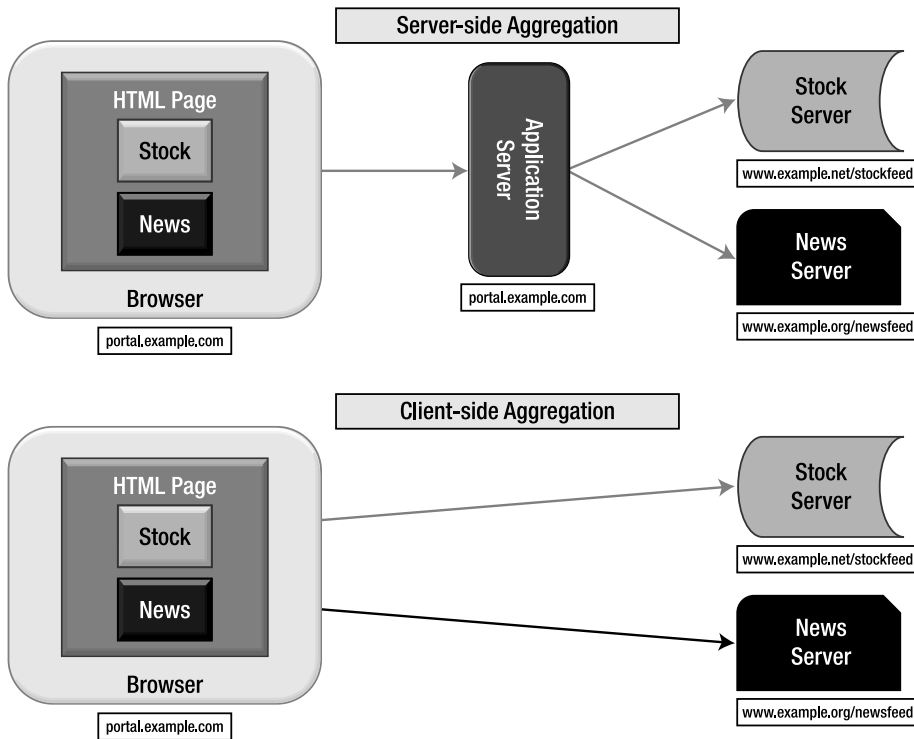 Server-side Aggregation
HTML Page
Stock
News
Browser
portal.example.com
Application
Server
portal.example.com
Stock
Server
www.example.net/stockfeed
News
Server
www.example.org/newsfeed
Client-side Aggregation
HTML Page
Stock
News
Browser
portal.example.com
Stock
Server
www.example.net/stockfeed
News
Server
www.example.org/newsfeed